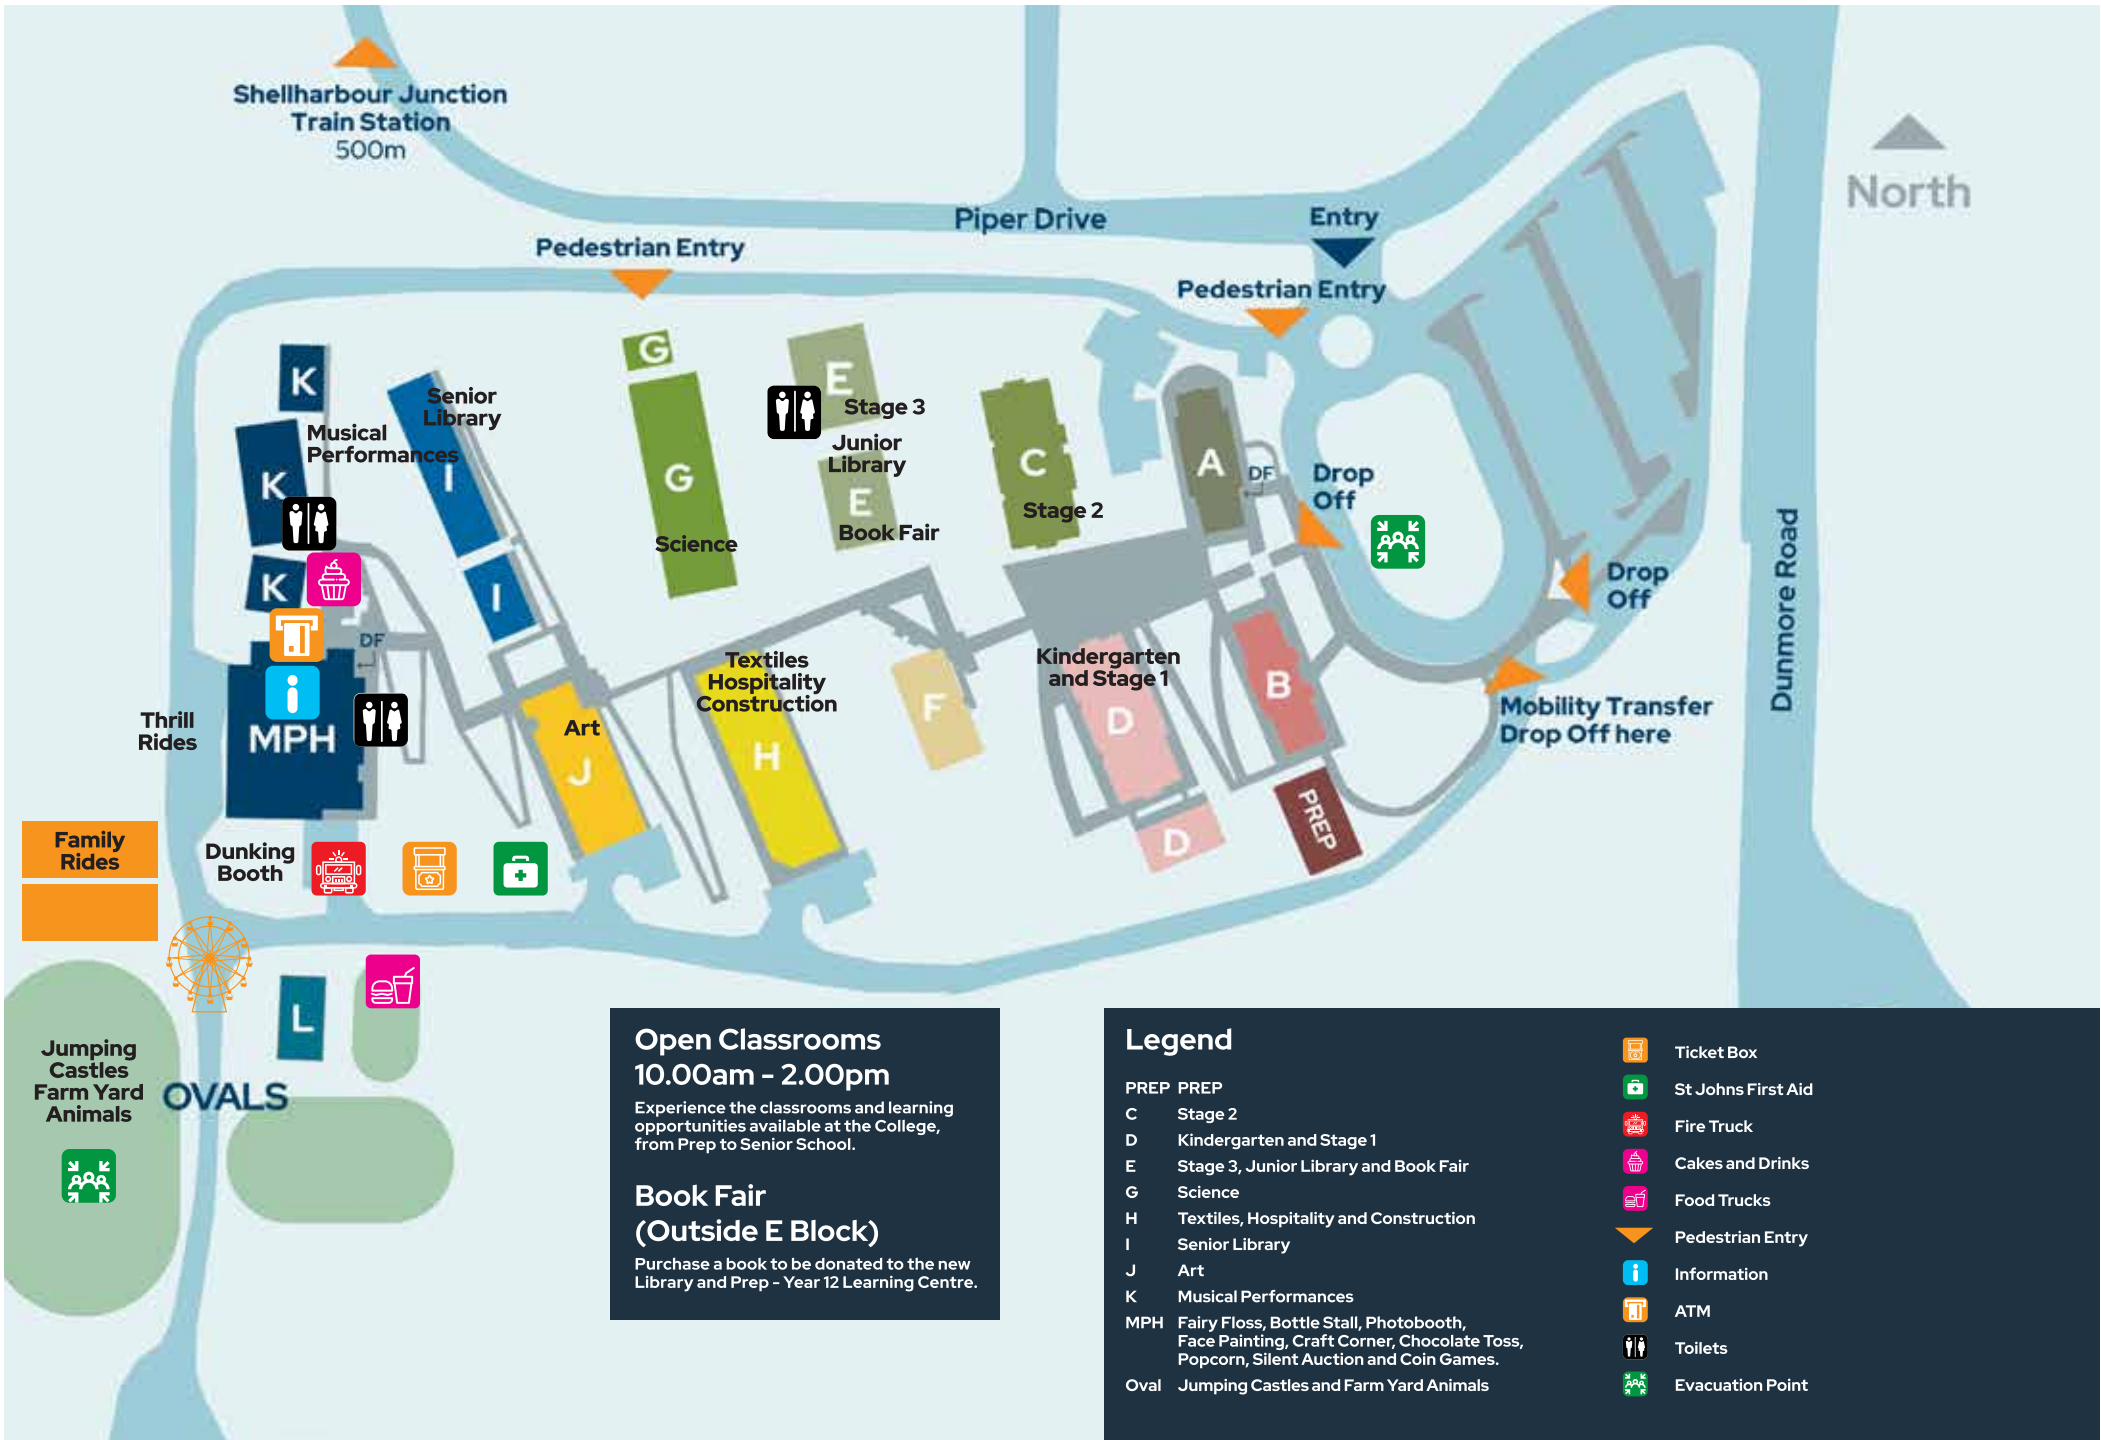 Shellharbour Junction
Train Station
500m
North
Piper Drive
Entry
Pedestrian Entry
Pedestrian Entry
G
K
E
Senior
Library
Stage 3
Musical
Performances
Junior
Library
I
G
C
A
DF
Drop
Off
K
E
Stage 2
Book Fair
Science
Dunmore Road
K
I
Drop
Off
DF
Textiles
Hospitality
Construction
Kindergarten
and Stage 1
B
F
D
Mobility Transfer
Drop Off here
Thrill
Rides
MPH
Art
J
H
PREP
D
Family
Rides
Dunking
Booth
L
Jumping
Castles
Farm Yard
Animals
OVALS
Open Classrooms
10.00am - 2.00pm
Experience the classrooms and learning
opportunities available at the College,
from Prep to Senior School.
Book Fair
(Outside E Block)
Purchase a book to be donated to the new
Library and Prep - Year 12 Learning Centre.
Legend
PREP PREP
C Stage 2
D Kindergarten and Stage 1
E Stage 3, Junior Library and Book Fair
G Science
H Textiles, Hospitality and Construction
I Senior Library
J Art
K Musical Performances
MPH Fairy Floss, Bottle Stall, Photobooth,
Face Painting, Craft Corner, Chocolate Toss,
Popcorn, Silent Auction and Coin Games.
Oval Jumping Castles and Farm Yard Animals
Ticket Box
St Johns First Aid
Fire Truck
Cakes and Drinks
Food Trucks
Pedestrian Entry
Information
ATM
Toilets
Evacuation Point